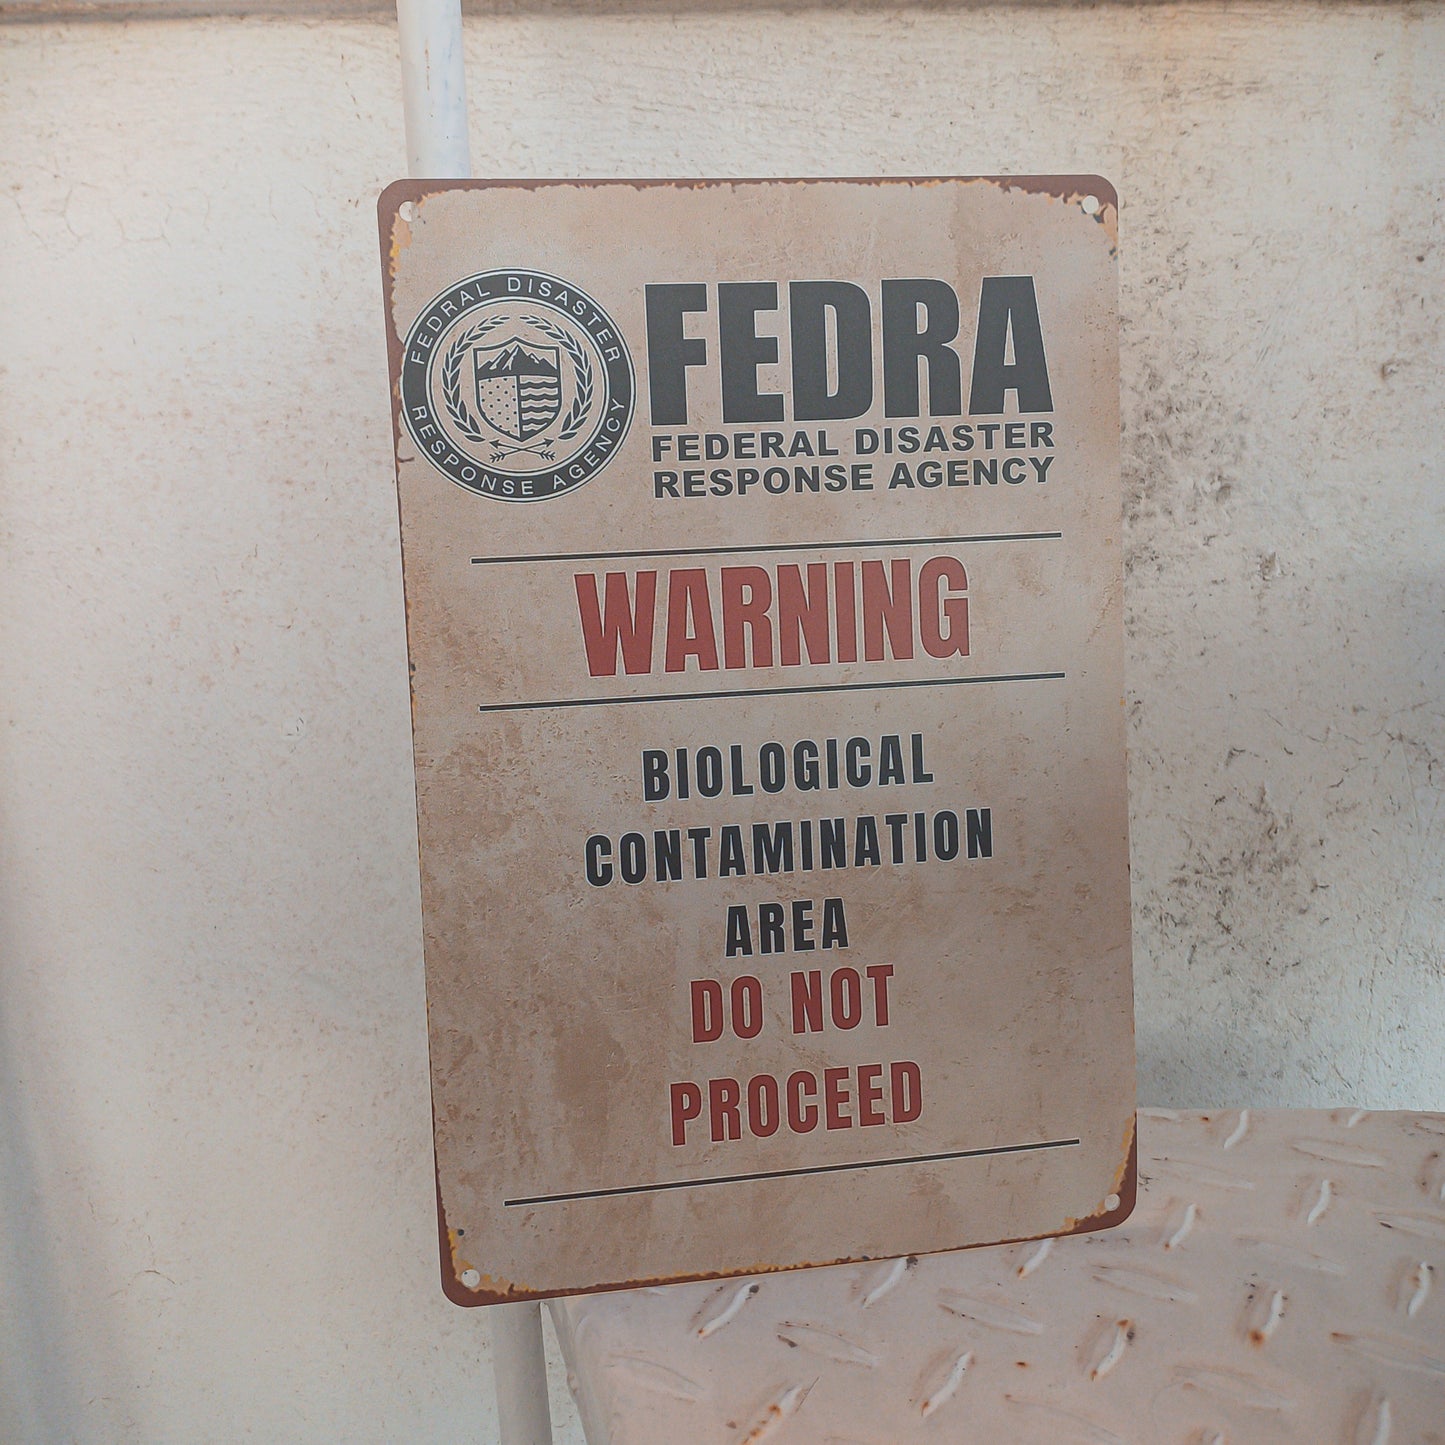 FEDRAL DISASTER
RESPONSE AGENCY
FEDRA
FEDERAL DISASTER
RESPONSE AGENCY
WARNING
BIOLOGICAL
CONTAMINATION
AREA
DO NOT
PROCEED